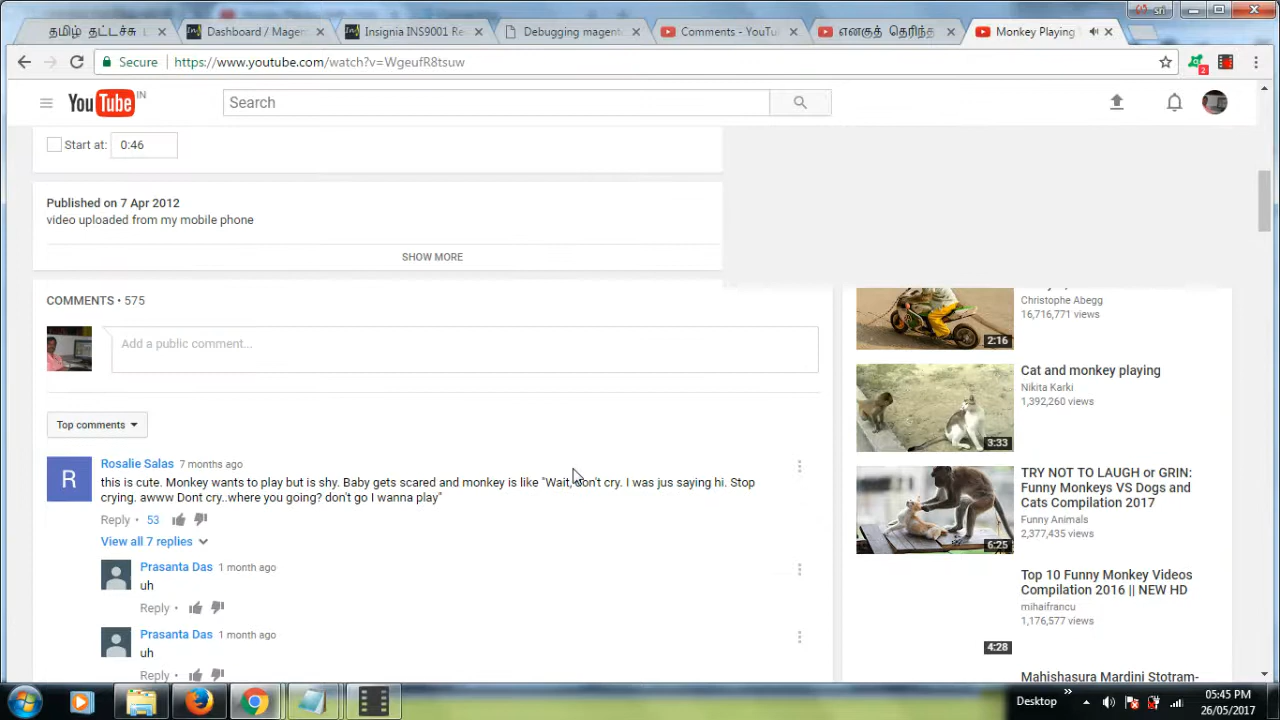 sri
தமிழ் தட்டச்சு
Dashboard / Magen
Insignia INS9001 Re
Debugging magent
Comments - YouTu
எனகுத் தெரிந்த
Monkey Playing
Secure https://www.youtube.com/watch?v=WgeufR8tsuw
2
YouTube IN
Search
Start at: 0:46
Published on 7 Apr 2012
video uploaded from my mobile phone
SHOW MORE
COMMENTS • 575
Add a public comment...
Top comments
R
Rosalie Salas 7 months ago
this is cute. Monkey wants to play but is shy. Baby gets scared and monkey is like "Wait, don't cry. I was jus saying hi. Stop
crying. awww Dont cry..where you going? don't go I wanna play"
Reply • 53
View all 7 replies
Prasanta Das 1 month ago
uh
Reply •
Prasanta Das 1 month ago
uh
Reply •
Christophe Abegg
16,716,771 views
2:16
Cat and monkey playing
Nikita Karki
1,392,260 views
3:33
TRY NOT TO LAUGH or GRIN:
Funny Monkeys VS Dogs and
Cats Compilation 2017
Funny Animals
2,377,435 views
6:25
Top 10 Funny Monkey Videos
Compilation 2016 || NEW HD
mihaifrancu
1,176,577 views
4:28
Mahishasura Mardini Stotram-
Desktop
05:45 PM
26/05/2017